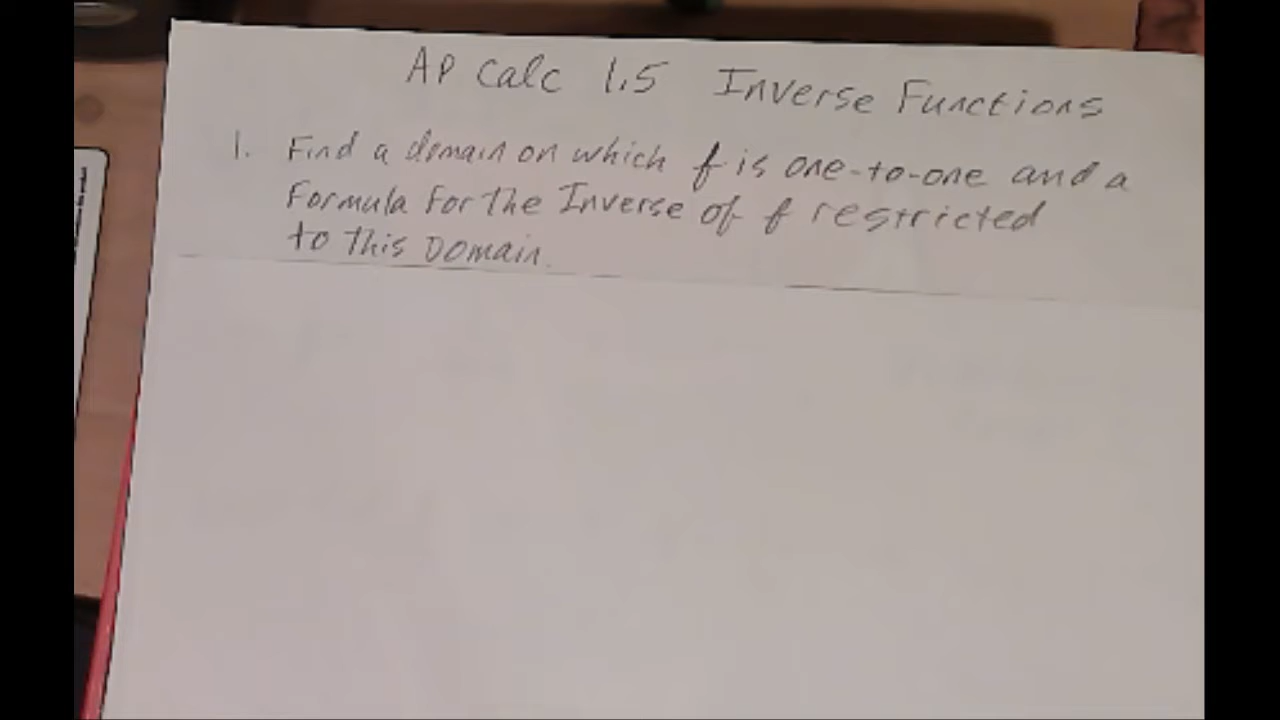 AP Calc 1.5 Inverse Functions
1. Find a domain on which f is one-to-one and a
Formula For The Inverse of f restricted
to This Domain.